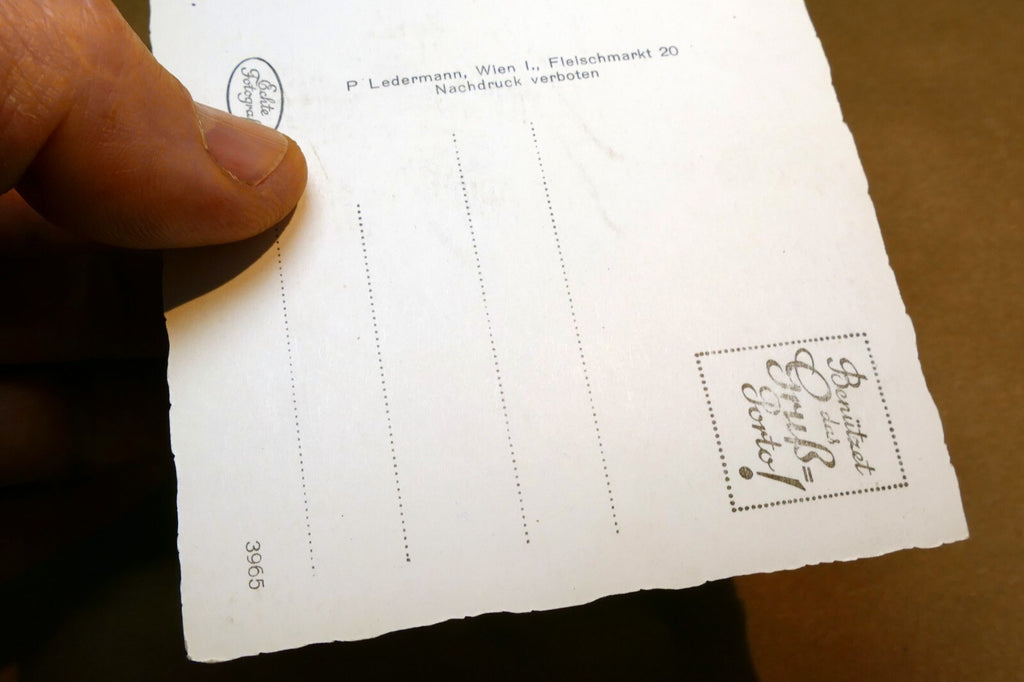 Echte
Fotogra
P. Ledermann, Wien I., Fleischmarkt 20
Nachdruck verboten
Benützet
das
Gruß=
Porto!
3965